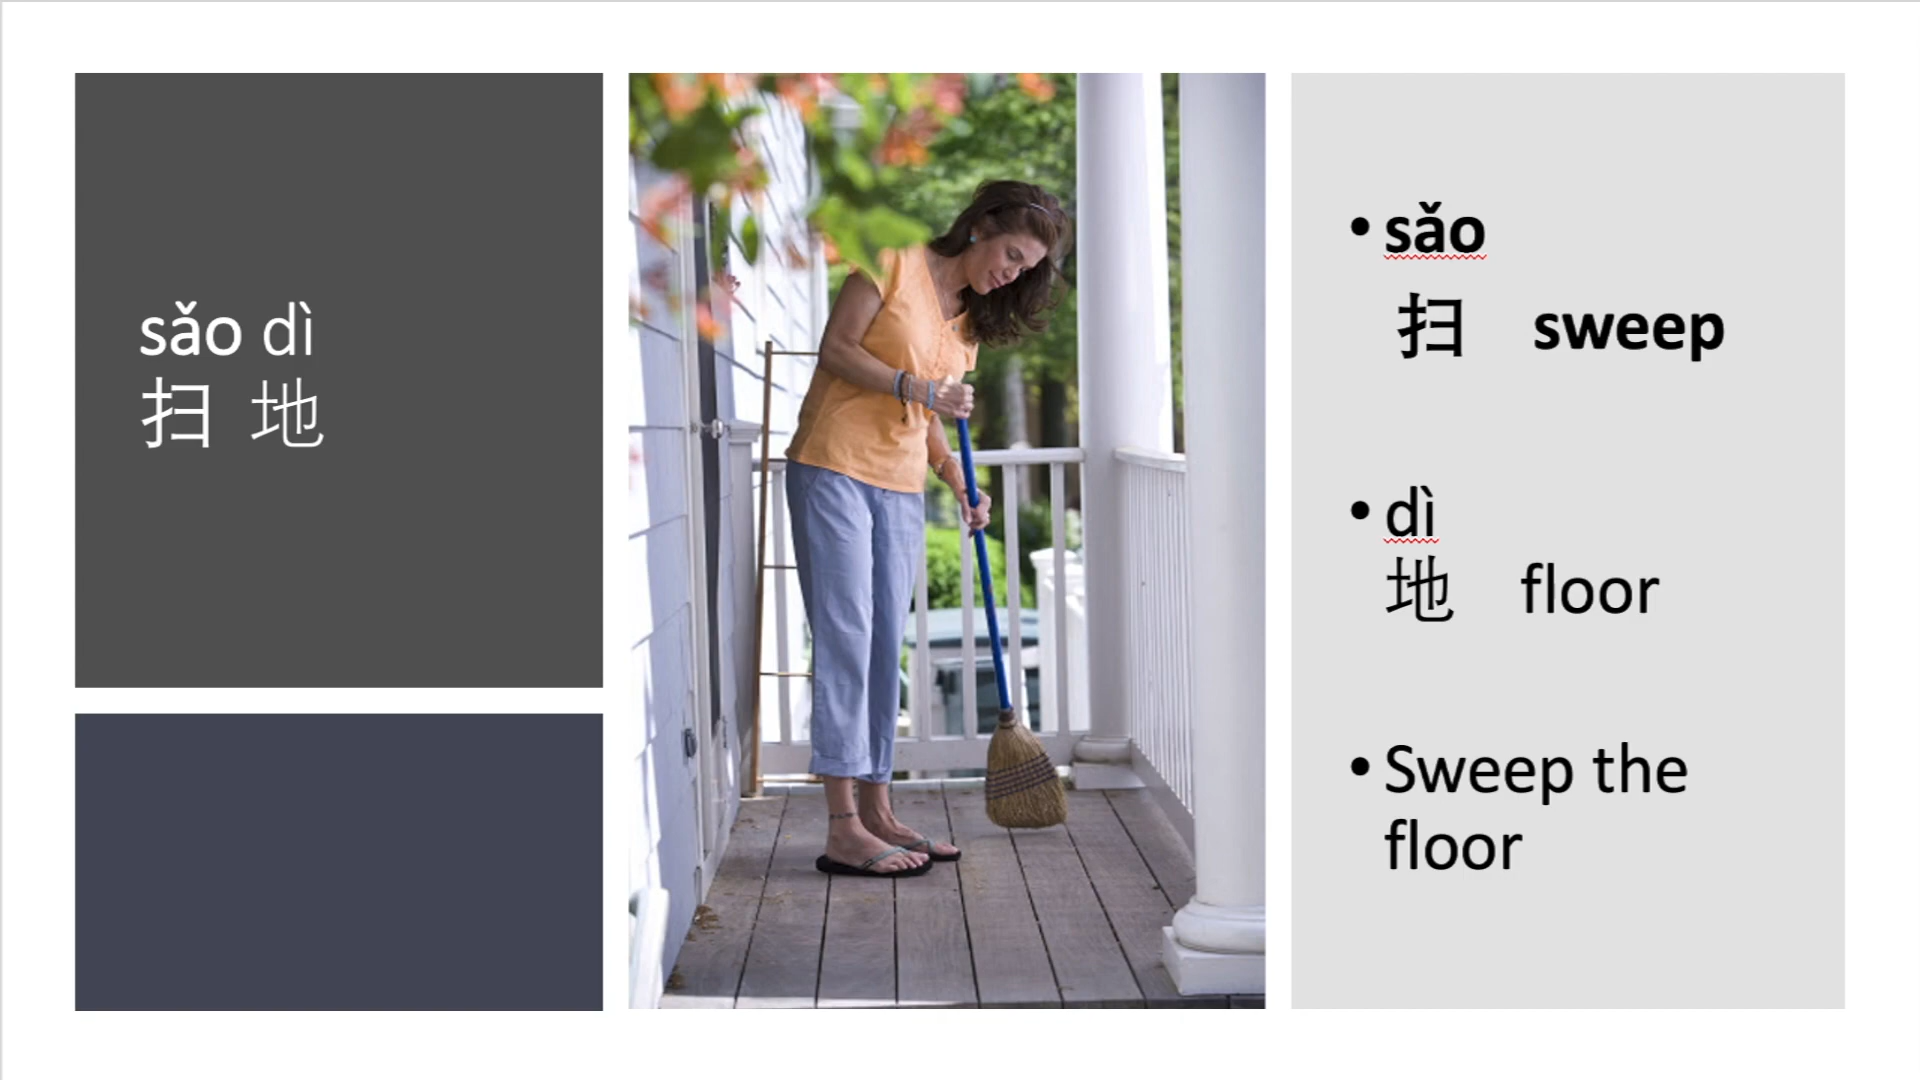 sǎo dì
扫 地
• sǎo
扫 sweep
• dì
地 floor
• Sweep the
floor